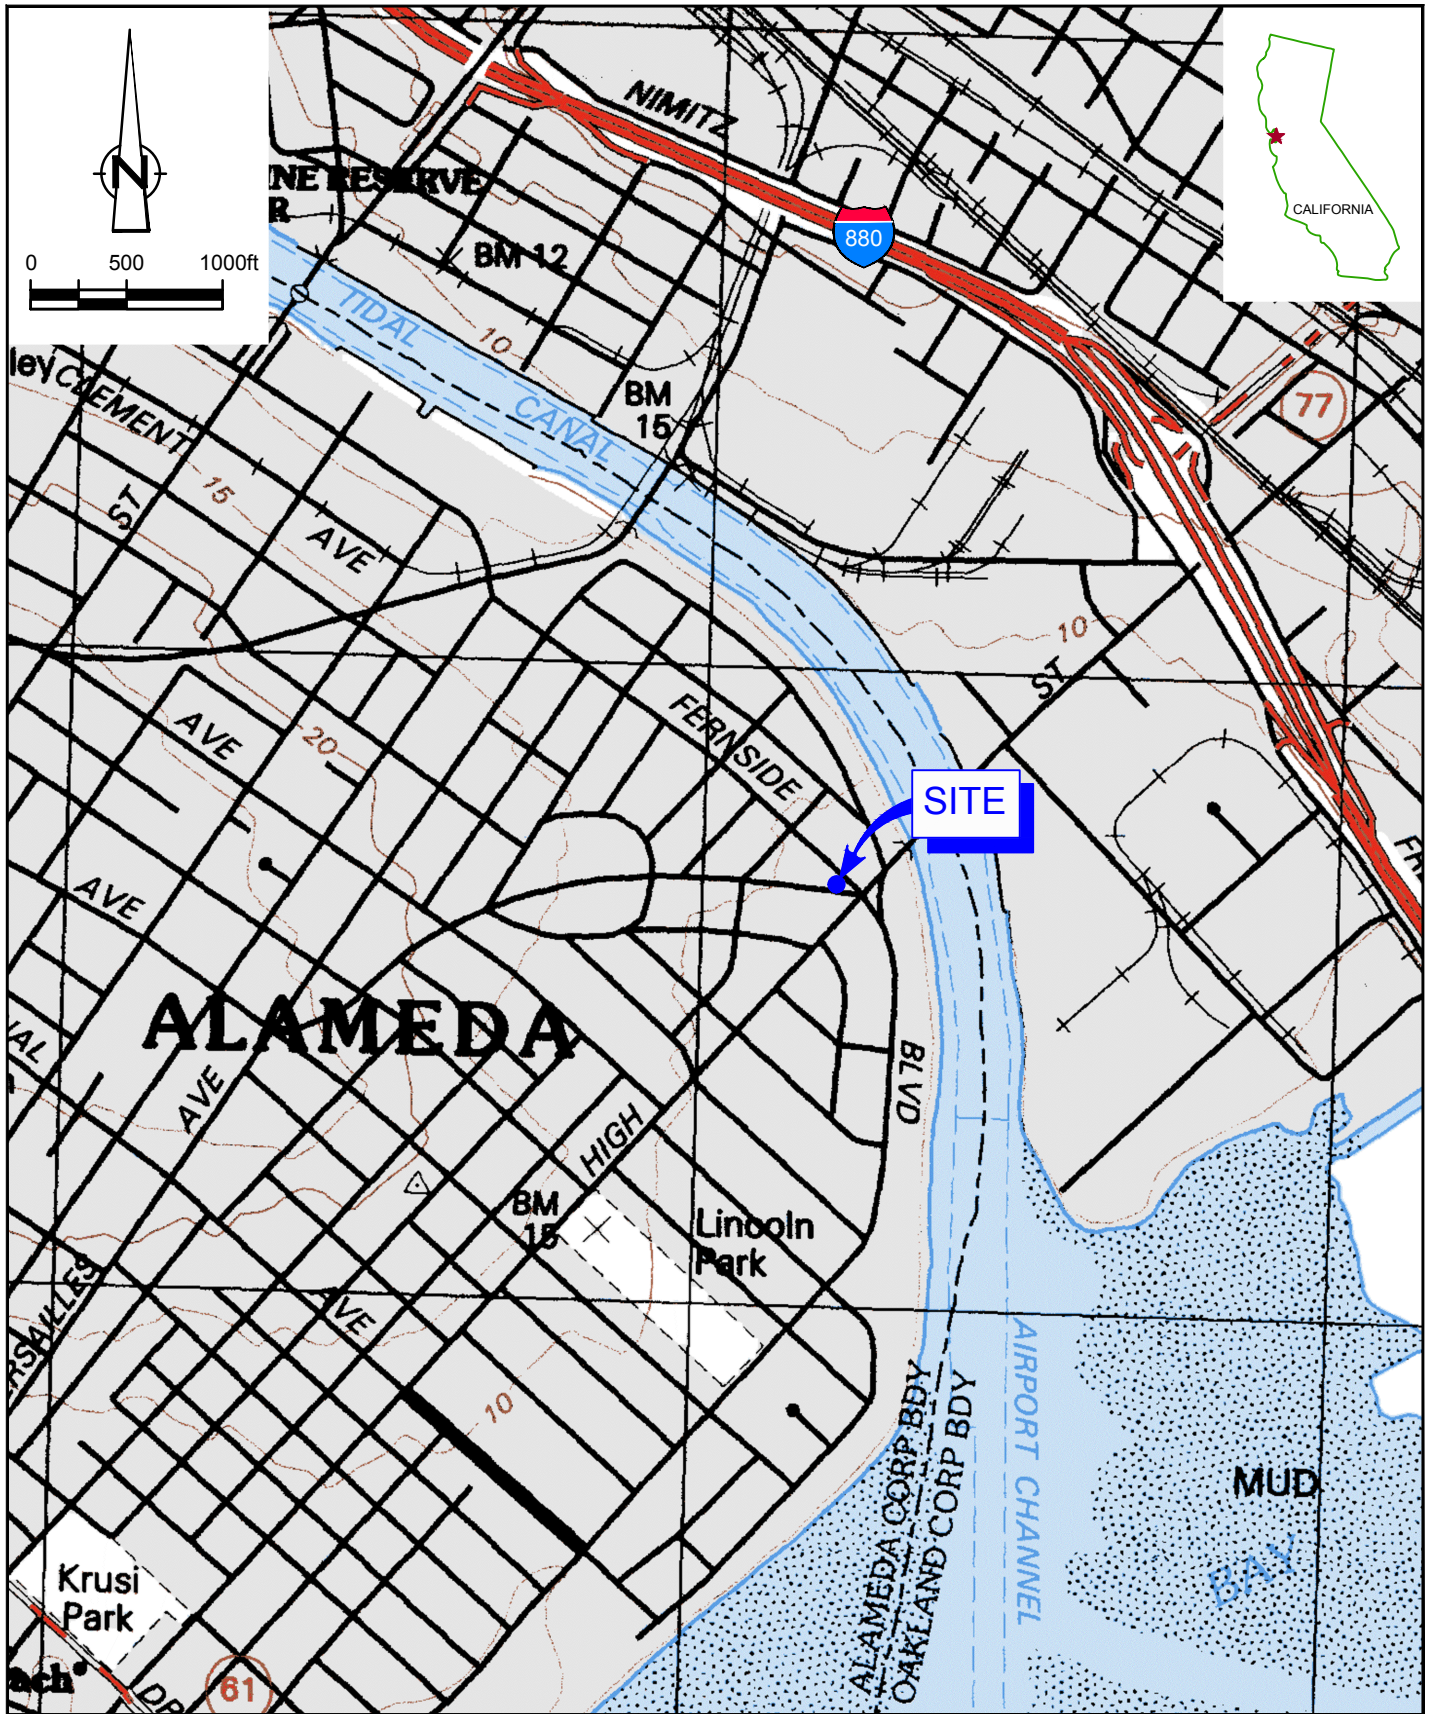 N
0 500 1000ft
CALIFORNIA
NIMITZ
880
RESERVE
BM 12
TIDAL
10
CANAL
BM
15
77
CLEMENT
ST
15
AVE
10
ST
AVE
20
FERNSIDE
SITE
AVE
ALAMEDA
AVE
BLVD
HIGH
BM
15
Lincoln
Park
AVE
10
AIRPORT CHANNEL
ALAMEDA CORP BDY
OAKLAND CORP BDY
MUD
BAY
Krusi
Park
61